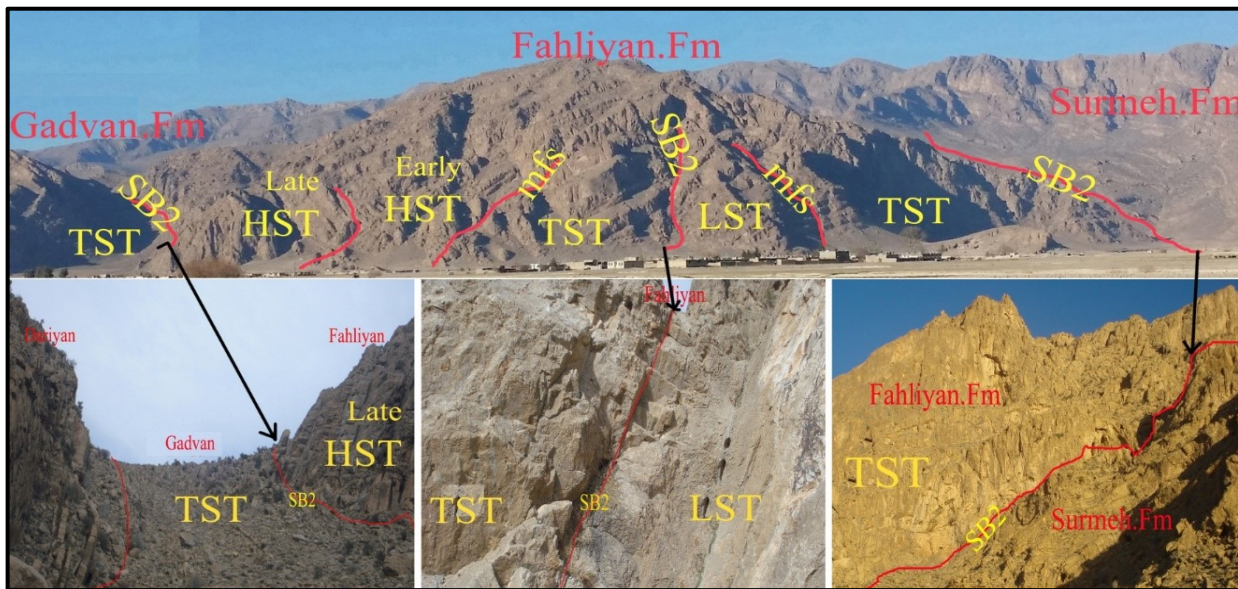 Fahliyan.Fm
Gadvan.Fm
Surmeh.Fm
SB2
TST
Late
HST
Early
HST
mfs
TST
SB2
LST
mfs
TST
SB2
Gadvan
Fahliyan
Late
HST
TST
SB2
Fahliyan
TST
SB2
LST
Fahliyan.Fm
TST
SB2
Surmeh.Fm